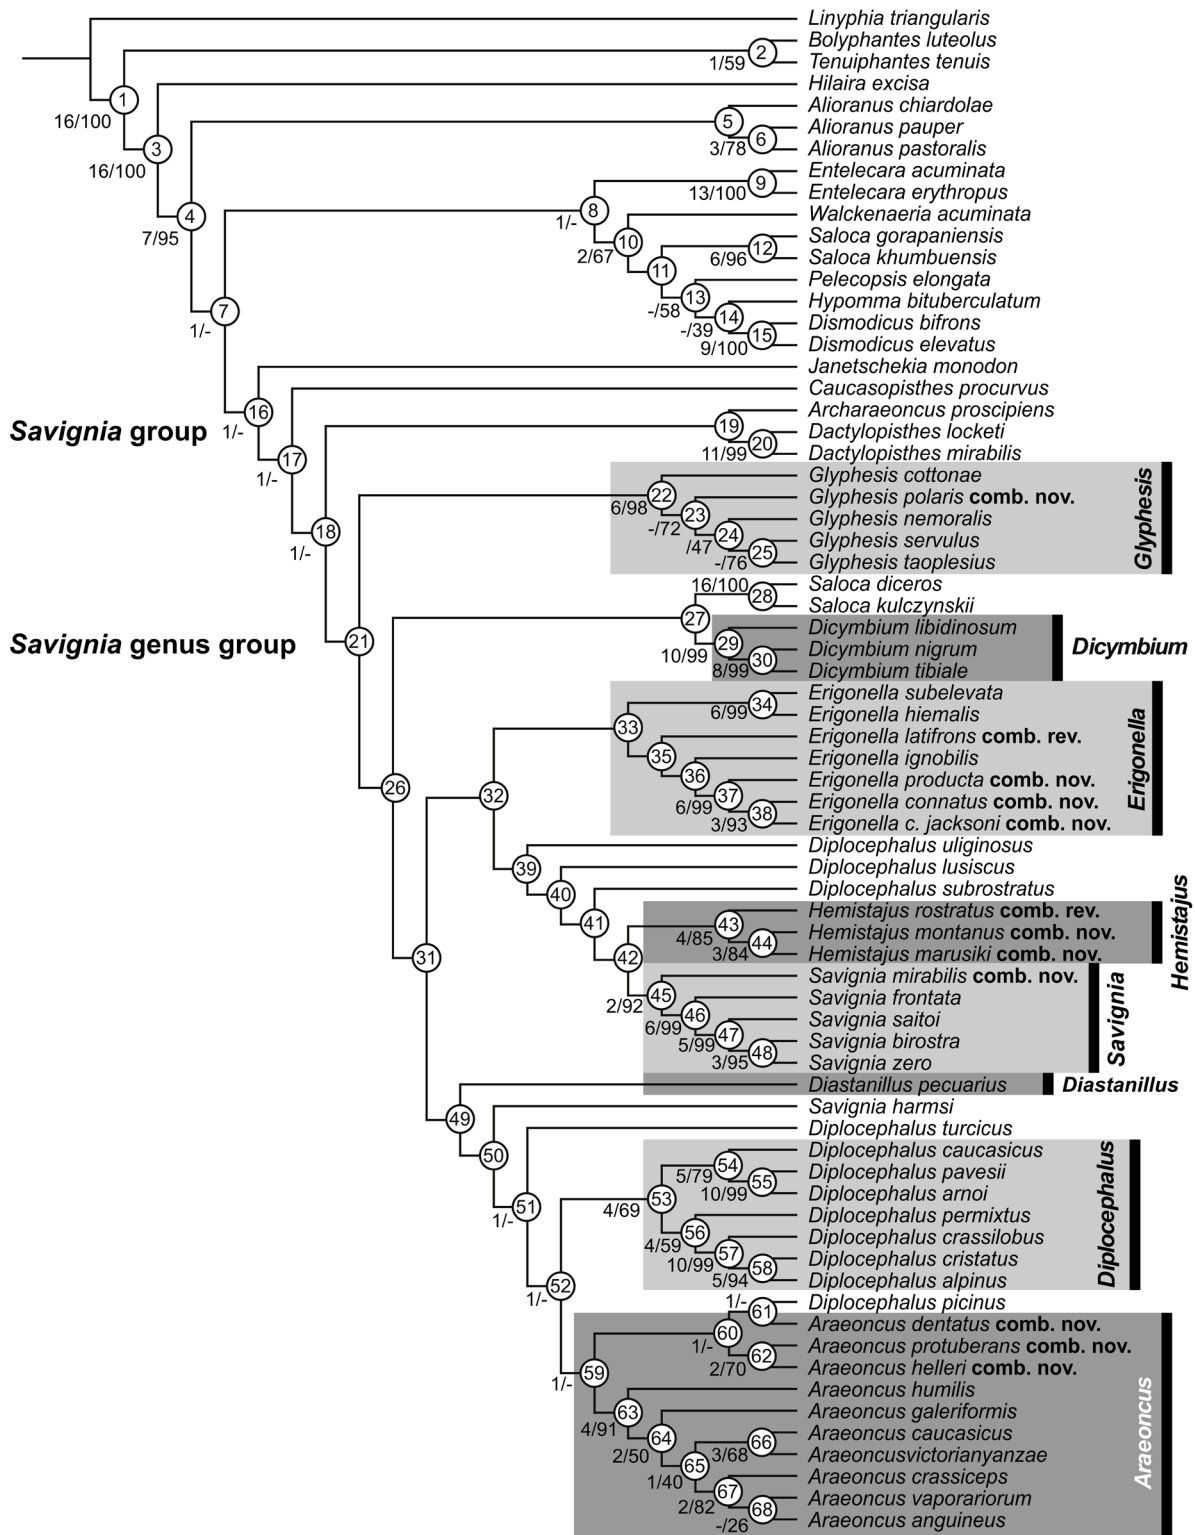 Linyphia triangularis
Bolyphantes luteolus
2
1/59
Tenuiphantes tenuis
Hilaira excisa
1
16/100
Alioranus chiardolae
5
Alioranus pauper
6
3/78
Alioranus pastoralis
3
16/100
Entelecara acuminata
9
13/100
Entelecara erythropus
8
1/-
Walckenaeria acuminata
4
7/95
10
2/67
Saloca gorapaniensis
12
6/96
Saloca khumbuensis
11
Pelecopsis elongata
13
-/58
Hypomma bituberculatum
14
-/39
Dismodicus bifrons
15
9/100
Dismodicus elevatus
7
1/-
Janetschekia monodon
Caucasopisthes procurvus
16
1/-
Savignia group
Archaraeoncus proscipiens
19
Dactylopisthes locketi
20
11/99
Dactylopisthes mirabilis
17
1/-
Glyphesis cottonae
22
6/98
Glyphesis polaris comb. nov.
23
-/72
Glyphesis nemoralis
24
/47
Glyphesis servulus
25
-/76
Glyphesis taoplesius
Glyphesis
18
1/-
16/100
Saloca diceros
28
Saloca kulczynskii
27
10/99
Dicymbium libidinosum
29
Dicymbium nigrum
30
8/99
Dicymbium tibiale
Dicymbium
Savignia genus group
21
Erigonella subelevata
34
6/99
Erigonella hiemalis
33
Erigonella latifrons comb. rev.
35
Erigonella ignobilis
36
6/99
Erigonella producta comb. nov.
37
3/93
Erigonella connatus comb. nov.
38
Erigonella c. jacksoni comb. nov.
Erigonella
26
32
Diplocephalus uliginosus
39
Diplocephalus lusiscus
40
Diplocephalus subrostratus
41
Hemistajus rostratus comb. rev.
43
4/85
Hemistajus montanus comb. nov.
44
3/84
Hemistajus marusiki comb. nov.
Hemistajus
42
2/92
31
Savignia mirabilis comb. nov.
45
6/99
Savignia frontata
46
5/99
Savignia saitoi
47
3/95
Savignia birostra
48
Savignia zero
Savignia
Diastanillus pecuarius
Diastanillus
49
Savignia harmsi
50
Diplocephalus turcicus
51
1/-
Diplocephalus caucasicus
54
5/79
Diplocephalus pavesii
55
10/99
Diplocephalus arnoi
53
4/69
Diplocephalus permixtus
56
4/59
Diplocephalus crassilobus
57
10/99
Diplocephalus cristatus
58
5/94
Diplocephalus alpinus
Diplocephalus
52
1/-
1/-
Diplocephalus picinus
61
Araeoncus dentatus comb. nov.
60
1/-
Araeoncus protuberans comb. nov.
62
2/70
Araeoncus helleri comb. nov.
59
1/-
Araeoncus humilis
63
4/91
Araeoncus galeriformis
64
2/50
Araeoncus caucasicus
66
3/68
Araeoncusvictorianyanzae
65
1/40
Araeoncus crassiceps
67
2/82
Araeoncus vaporariorum
68
-/26
Araeoncus anguineus
Araeoncus